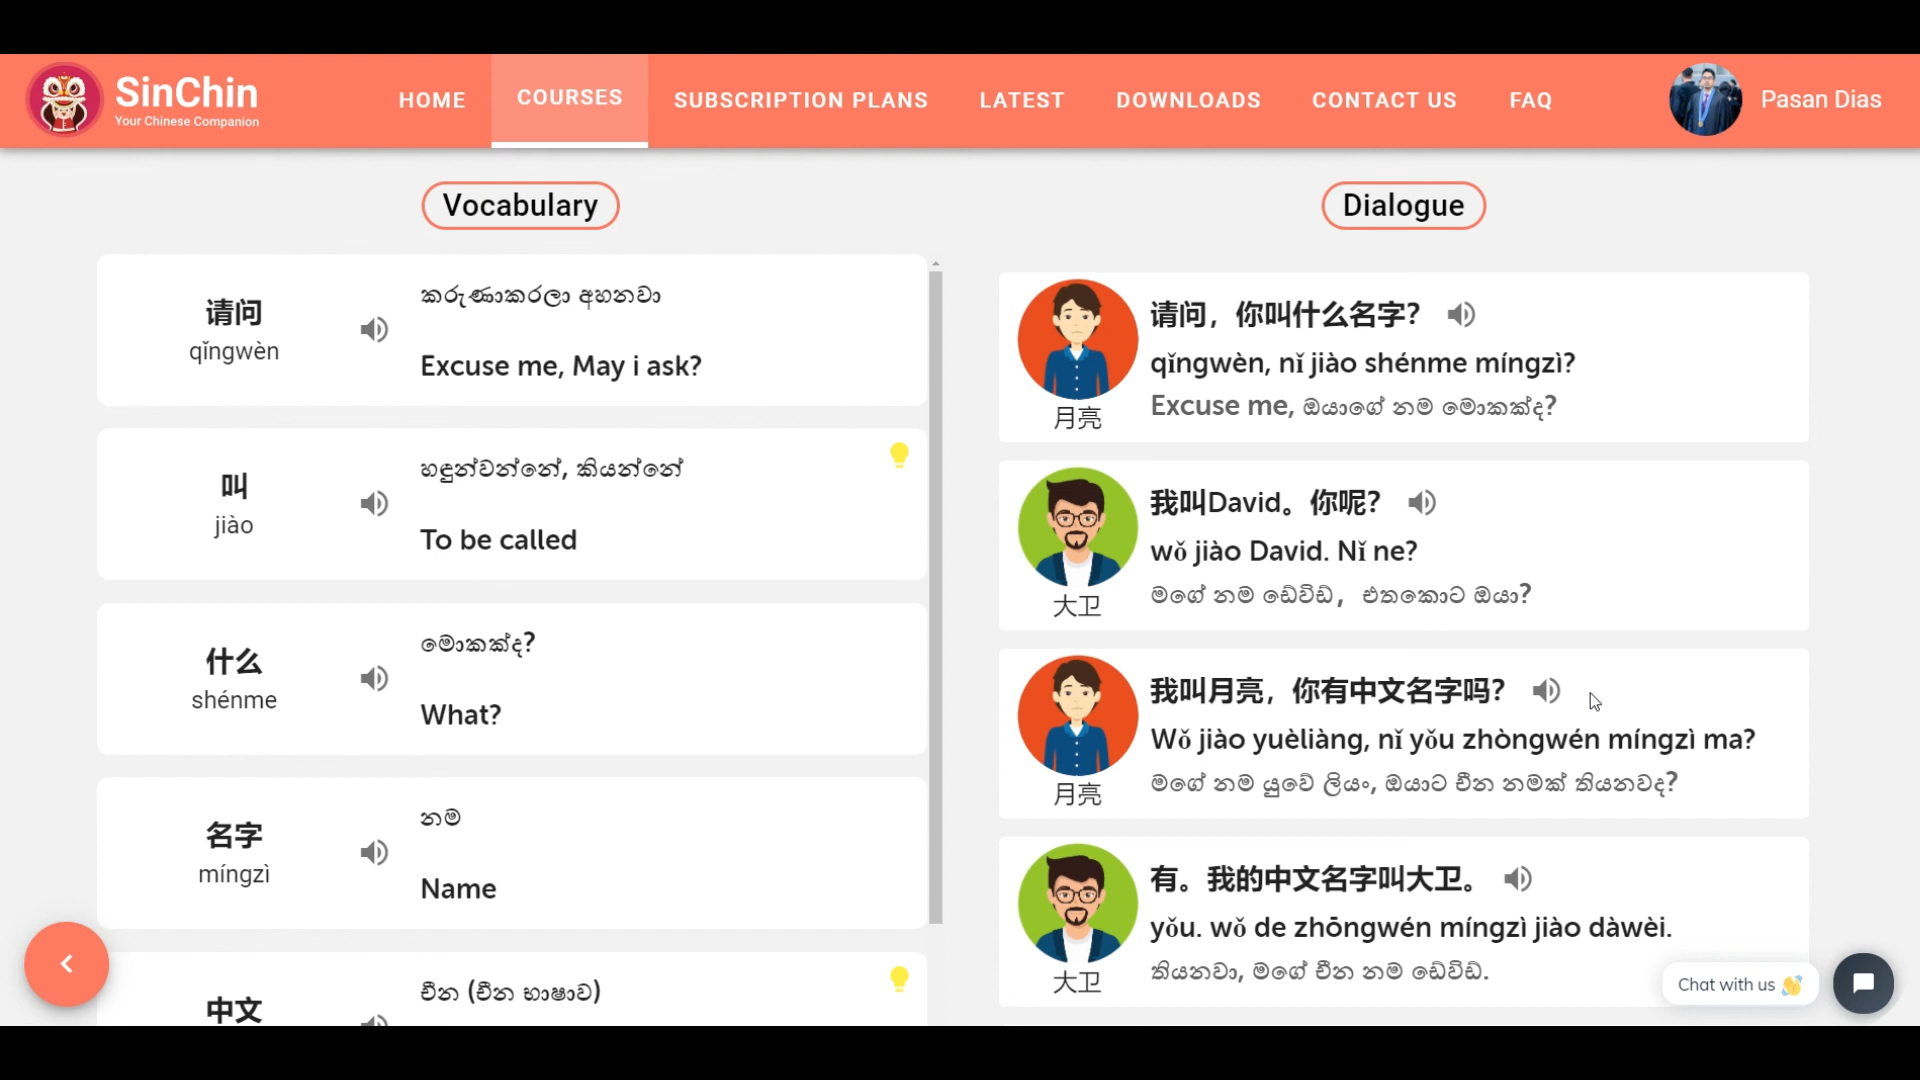 SinChin
Your Chinese Companion
HOME
COURSES
SUBSCRIPTION PLANS
LATEST
DOWNLOADS
CONTACT US
FAQ
Pasan Dias
Vocabulary
请问
qǐngwèn
කරුණාකරලා අහනවා
Excuse me, May i ask?
叫
jiào
හඳුන්වන්නේ, කියන්නේ
To be called
什么
shénme
මොකක්ද?
What?
名字
míngzì
නම
Name
中文
චීන (චීන භාෂාව)
Dialogue
请问，你叫什么名字？
qǐngwèn, nǐ jiào shénme míngzì?
Excuse me, ඔයාගේ නම මොකක්ද?
月亮
我叫David。你呢？
wǒ jiào David. Nǐ ne?
මගේ නම ඩේවිඩ්, එතකොට ඔයා?
大卫
我叫月亮，你有中文名字吗？
Wǒ jiào yuèliàng, nǐ yǒu zhòngwén míngzì ma?
මගේ නම යුවේ ලියං, ඔයාට චීන නමක් තියනවද?
月亮
有。我的中文名字叫大卫。
yǒu. wǒ de zhōngwén míngzì jiào dàwèi.
තියනවා, මගේ චීන නම ඩේවිඩ්.
大卫
Chat with us 👋